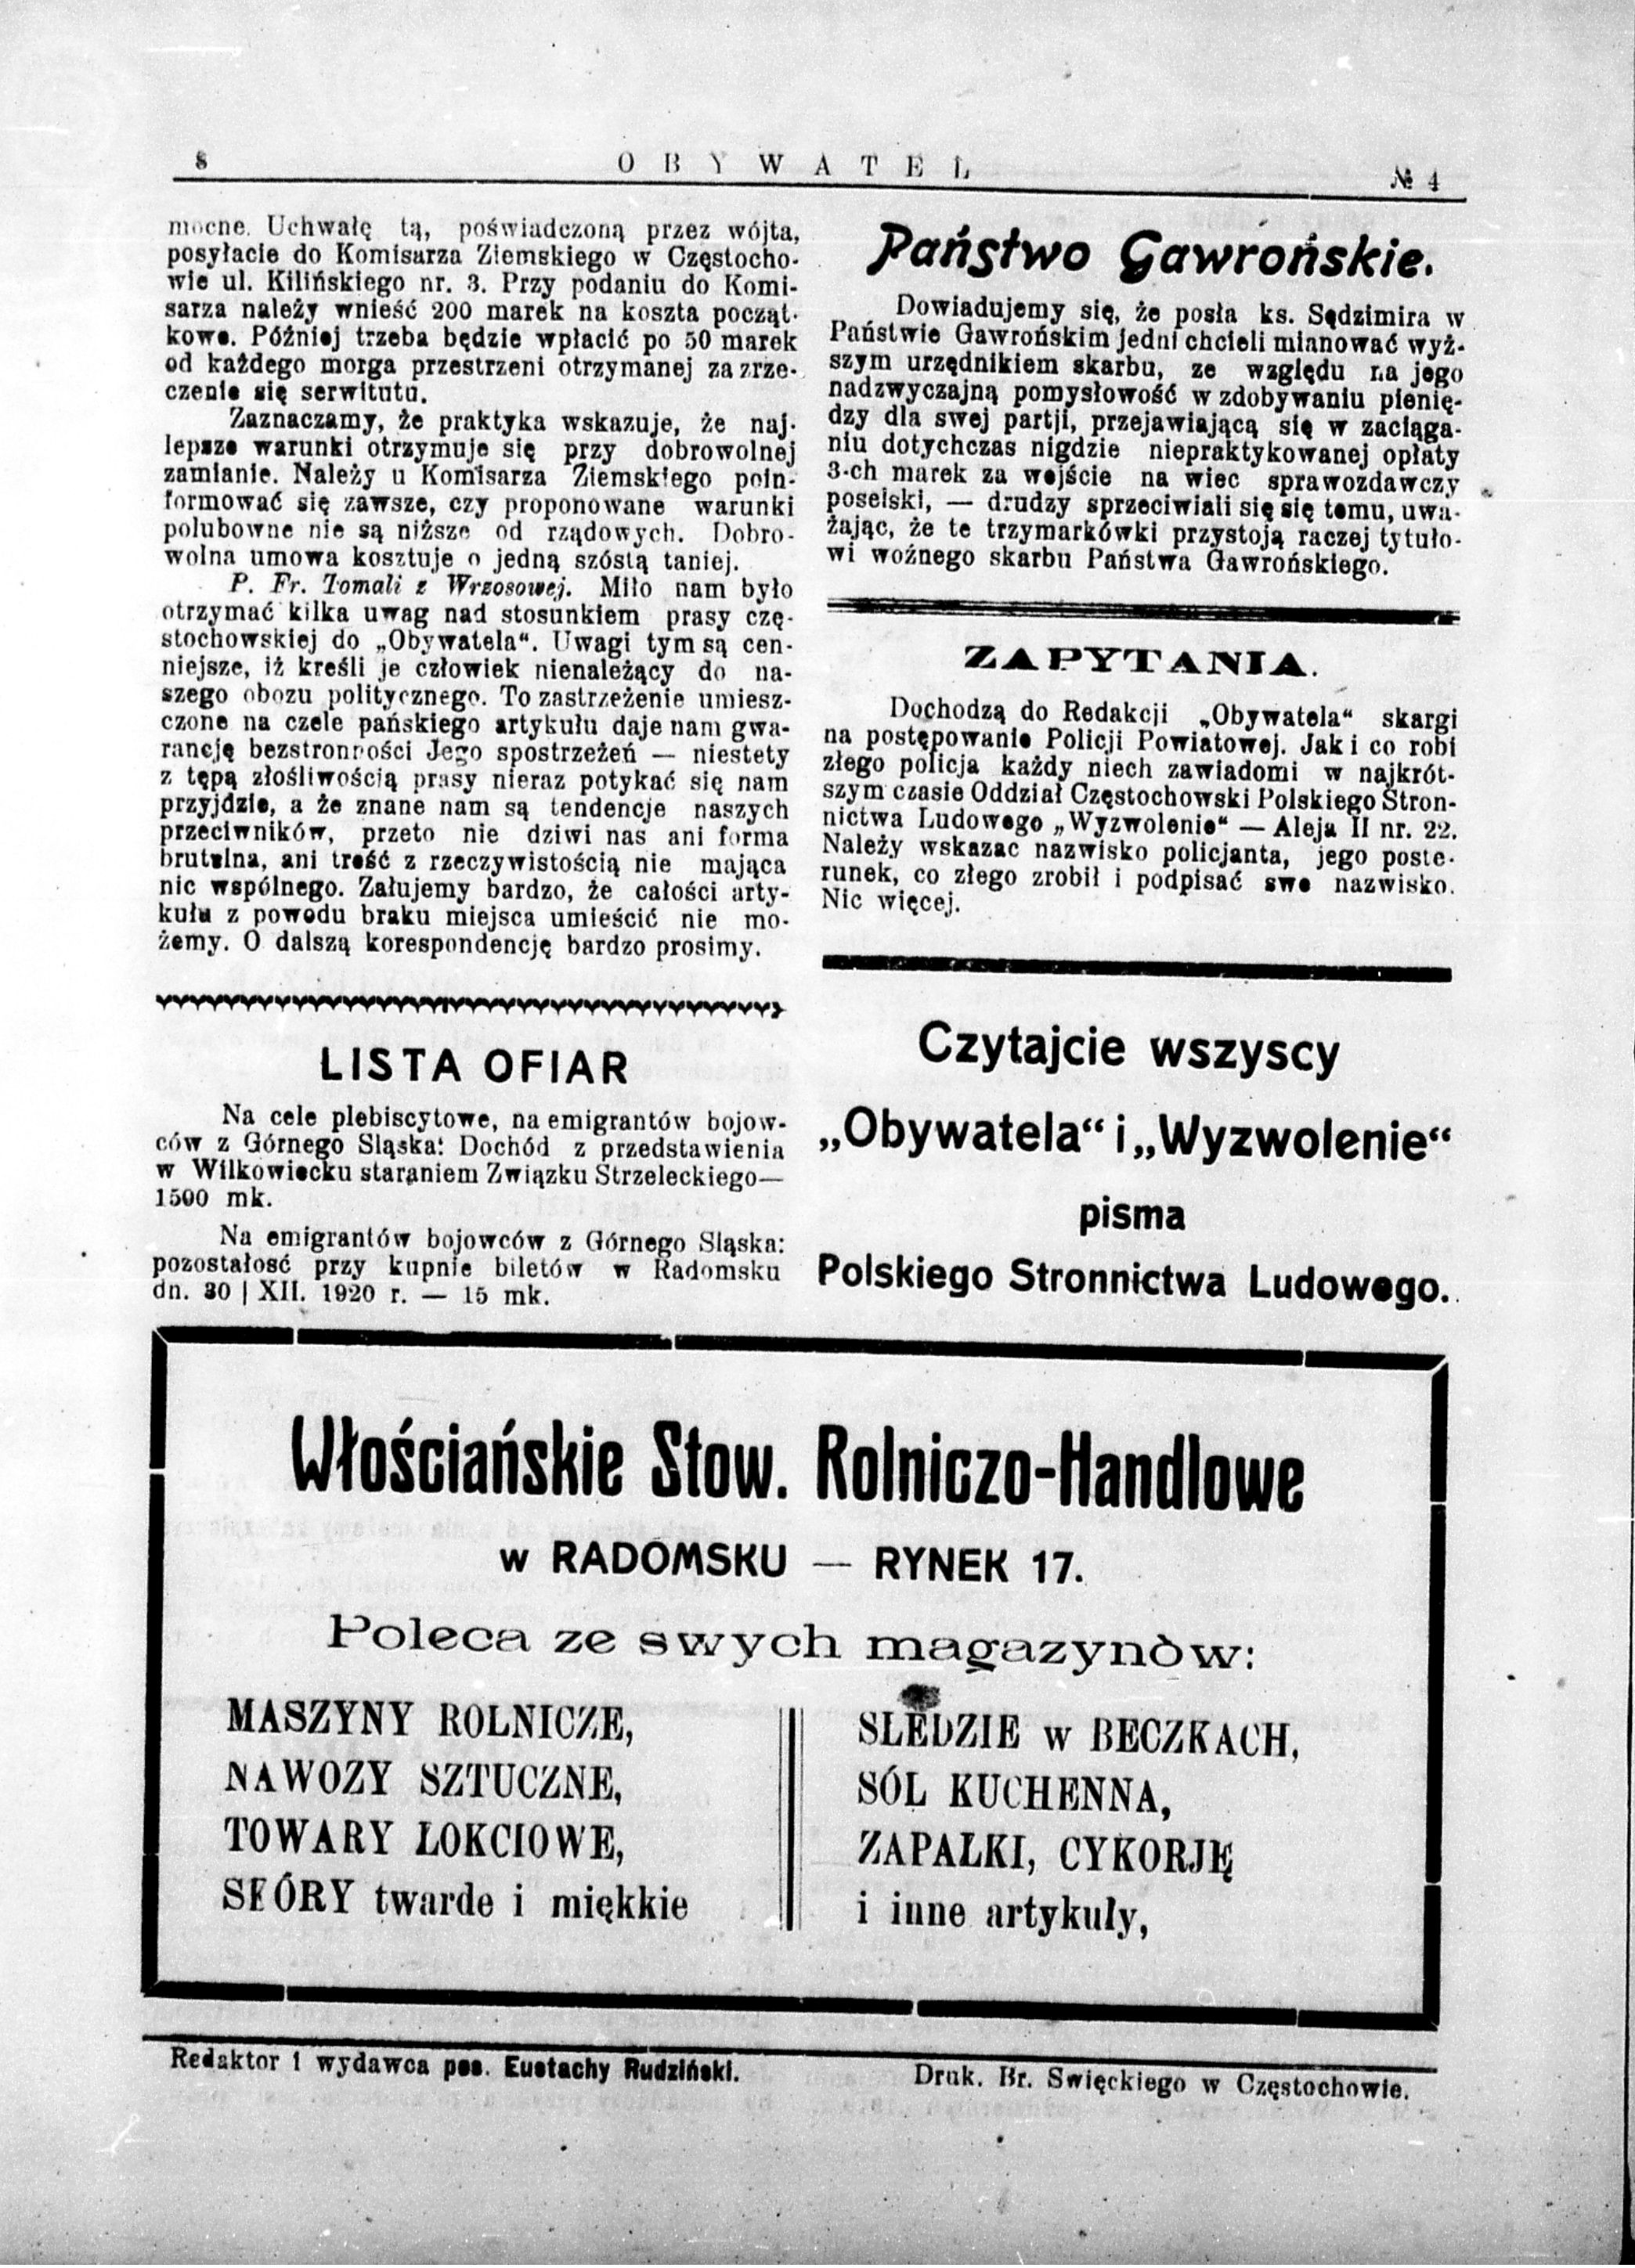 8
OBYWATEL
№ 4
mocne. Uchwałę tą, poświadczoną przez wójta,
posyłacie do Komisarza Ziemskiego w Częstocho-
wie ul. Kilińskiego nr. 3. Przy podaniu do Komi-
sarza należy wnieść 200 marek na koszta począt-
kowe. Później trzeba będzie wpłacić po 50 marek
od każdego morga przestrzeni otrzymanej za zrze-
czenie się serwitutu.
Zaznaczamy, że praktyka wskazuje, że naj-
lepsze warunki otrzymuje się przy dobrowolnej
zamianie. Należy u Komisarza Ziemskiego poin-
formować się zawsze, czy proponowane warunki
polubowne nie są niższe od rządowych. Dobro-
wolna umowa kosztuje o jedną szóstą taniej.
P. Fr. Tomali z Wrzosowej. Miło nam było
otrzymać kilka uwag nad stosunkiem prasy czę-
stochowskiej do „Obywatela“. Uwagi tym są cen-
niejsze, iż kreśli je człowiek nienależący do na-
szego obozu politycznego. To zastrzeżenie umiesz-
czone na czele pańskiego artykułu daje nam gwa-
rancję bezstronności Jego spostrzeżeń — niestety
z tępą złośliwością prasy nieraz potykać się nam
przyjdzie, a że znane nam są tendencje naszych
przeciwników, przeto nie dziwi nas ani forma
brutalna, ani treść z rzeczywistością nie mająca
nic wspólnego. Załujemy bardzo, że całości arty-
kułu z powodu braku miejsca umieścić nie mo-
żemy. O dalszą korespondencję bardzo prosimy.
LISTA OFIAR
Na cele plebiscytowe, na emigrantów bojow-
ców z Górnego Sląska: Dochód z przedstawienia
w Wilkowiecku staraniem Związku Strzeleckiego—
1500 mk.
Na emigrantów bojowców z Górnego Sląska:
pozostałosć przy kupnie biletów w Radomsku
dn. 30 | XII. 1920 r. — 15 mk.
Państwo Gawrońskie.
Dowiadujemy się, że posła ks. Sędzimira w
Państwie Gawrońskim jedni chcieli mianować wyż-
szym urzędnikiem skarbu, ze względu na jego
nadzwyczajną pomysłowość w zdobywaniu pienię-
dzy dla swej partji, przejawiającą się w zaciąga-
niu dotychczas nigdzie niepraktykowanej opłaty
3-ch marek za wejście na wiec sprawozdawczy
poselski, — drudzy sprzeciwiali się się temu, uwa-
żając, że te trzymarkówki przystoją raczej tytuło-
wi woźnego skarbu Państwa Gawrońskiego.
ZAPYTANIA.
Dochodzą do Redakcji „Obywatela“ skargi
na postępowanie Policji Powiatowej. Jak i co robi
złego policja każdy niech zawiadomi w najkrót-
szym czasie Oddział Częstochowski Polskiego Stron-
nictwa Ludowego „Wyzwolenie“ — Aleja II nr. 22.
Należy wskazac nazwisko policjanta, jego poste-
runek, co złego zrobił i podpisać swe nazwisko.
Nic więcej.
Czytajcie wszyscy
„Obywatela“ i „Wyzwolenie“
pisma
Polskiego Stronnictwa Ludowego.
Włościańskie Stow. Rolniczo-Handlowe
w RADOMSKU — RYNEK 17.
Poleca ze swych magazynów:
MASZYNY ROLNICZE,
NAWOZY SZTUCZNE,
TOWARY ŁOKCIOWE,
SKÓRY twarde i miękkie
SLEDZIE w BECZKACH,
SÓL KUCHENNA,
ZAPAŁKI, CYKORJĘ
i inne artykuły,
Redaktor i wydawca pos. Eustachy Rudziński.
Druk. Br. Swięckiego w Częstochowie.